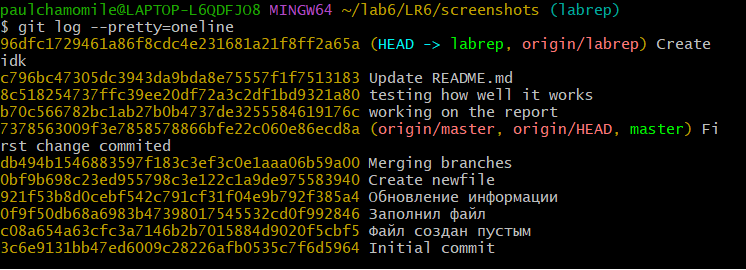 paulchamomile@LAPTOP-L6QDFJO8 MINGW64 ~/lab6/LR6/screenshots (labrep)
$ git log --pretty=oneline
96dfc1729461a86f8cdc4e231681a21f8ff2a65a (HEAD -> labrep, origin/labrep) Create
idk
c796bc47305dc3943da9bda8e75557f1f7513183 Update README.md
8c518254737ffc39ee20df72a3c2df1bd9321a80 testing how well it works
b70c566782bc1ab27b0b4737de3255584619176c working on the report
7378563009f3e7858578866bfe22c060e86ecd8a (origin/master, origin/HEAD, master) Fi
rst change commited
db494b1546883597f183c3ef3c0e1aaa06b59a00 Merging branches
0bf9b698c23ed955798c3e122c1a9de975583940 Create newfile
921f53b8d0cebf542c791cf31f04e9b792f385a4 Обновление информации
0f9f50db68a6983b47398017545532cd0f992846 Заполнил файл
c08a654a63cfc3a7146b2b7015884d9020f5cbf5 Файл создан пустым
3c6e9131bb47ed6009c28226afb0535c7f6d5964 Initial commit